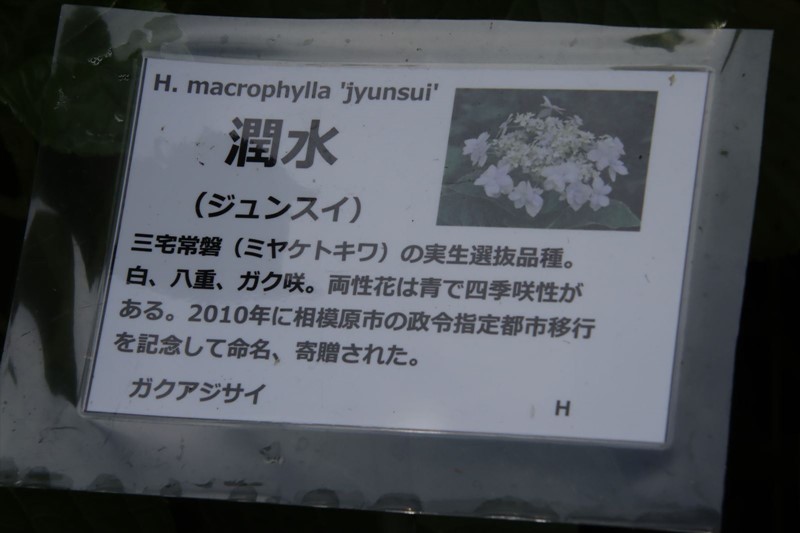 H. macrophylla 'jyunsui'
潤水
（ジュンスイ）
三宅常磐（ミヤケトキワ）の実生選抜品種。
白、八重、ガク咲。両性花は青で四季咲性が
ある。2010年に相模原市の政令指定都市移行
を記念して命名、寄贈された。
ガクアジサイ
H